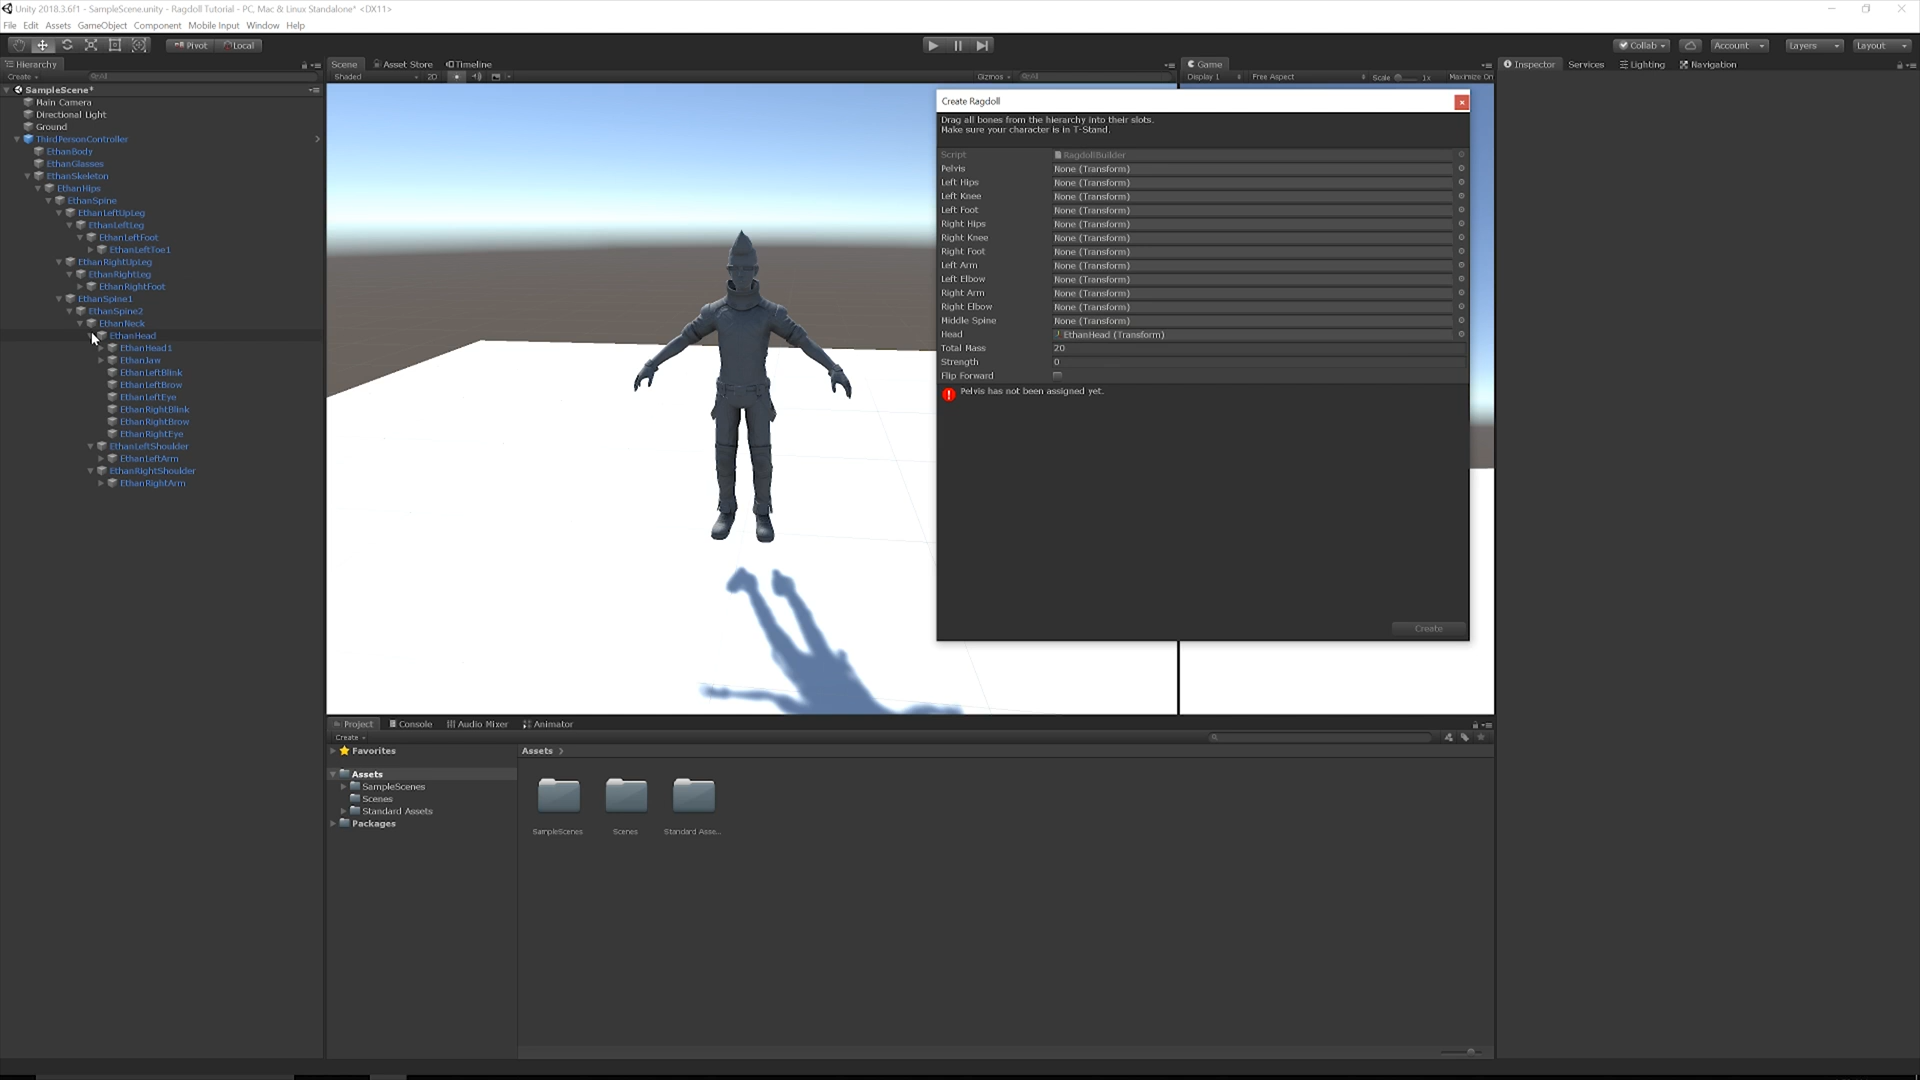 Unity 2018.3.6f1 - SampleScene.unity - Ragdoll Tutorial - PC, Mac & Linux Standalone* <DX11>
File Edit Assets GameObject Component Mobile Input Window Help
Pivot Local Collab Account Layers Layout
Hierarchy
Create
All
SampleScene*
Main Camera
Directional Light
Ground
ThirdPersonController
EthanBody
EthanGlasses
EthanSkeleton
EthanHips
EthanSpine
EthanLeftUpLeg
EthanLeftLeg
EthanLeftFoot
EthanLeftToe1
EthanRightUpLeg
EthanRightLeg
EthanRightFoot
EthanSpine1
EthanSpine2
EthanNeck
EthanHead
EthanHead1
EthanJaw
EthanLeftBlink
EthanLeftBrow
EthanLeftEye
EthanRightBlink
EthanRightBrow
EthanRightEye
EthanLeftShoulder
EthanLeftArm
EthanRightShoulder
EthanRightArm
Scene Asset Store Timeline
Shaded 2D Gizmos All
Game
Display 1 Free Aspect Scale 1x Maximize On
Inspector Services Lighting Navigation
Create Ragdoll
Drag all bones from the hierarchy into their slots.
Make sure your character is in T-Stand.
Script RagdollBuilder
Pelvis None (Transform)
Left Hips None (Transform)
Left Knee None (Transform)
Left Foot None (Transform)
Right Hips None (Transform)
Right Knee None (Transform)
Right Foot None (Transform)
Left Arm None (Transform)
Left Elbow None (Transform)
Right Arm None (Transform)
Right Elbow None (Transform)
Middle Spine None (Transform)
Head EthanHead (Transform)
Total Mass 20
Strength 0
Flip Forward
Pelvis has not been assigned yet.
Create
Project Console Audio Mixer Animator
Create
Favorites
Assets
SampleScenes
Scenes
Standard Assets
Packages
Assets
SampleScenes Scenes Standard Asse...